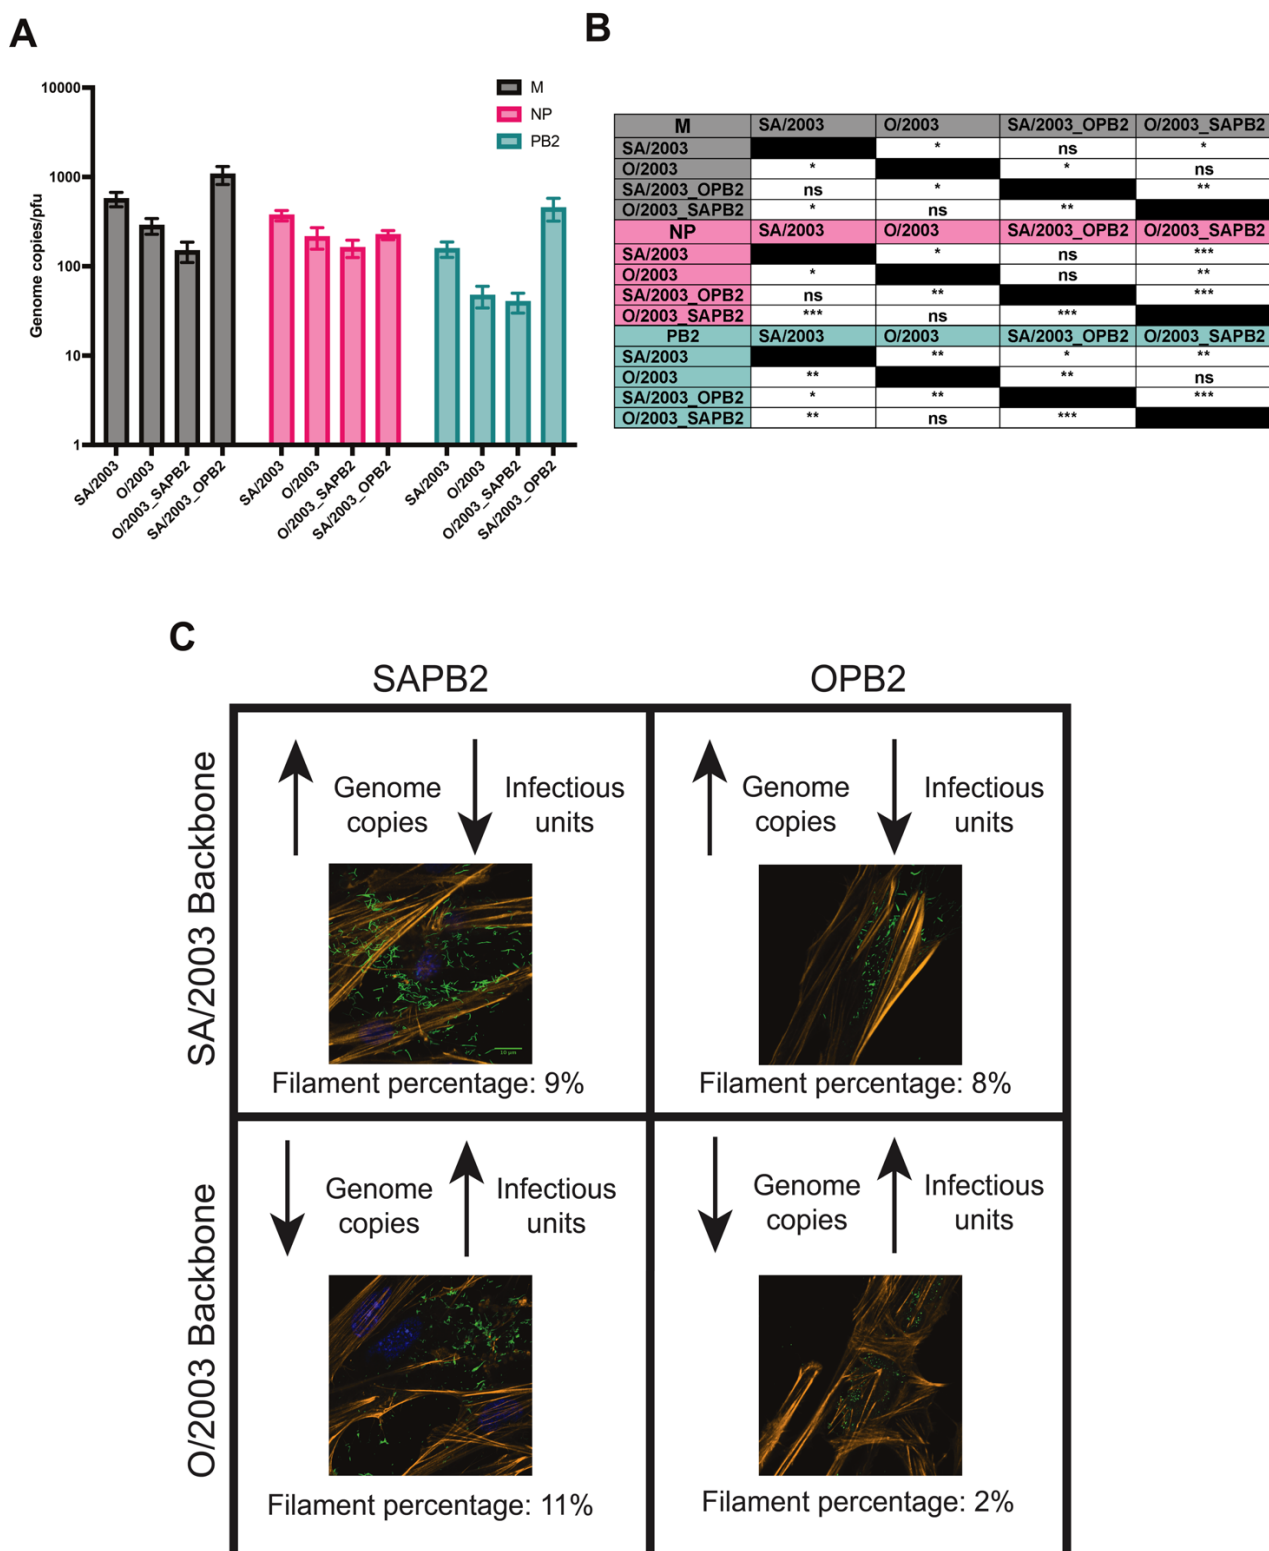 A
Genome copies/pfu
10000
1000
100
10
1
M
NP
PB2
SA/2003
O/2003
O/2003_SAPB2
SA/2003_OPB2
SA/2003
O/2003
O/2003_SAPB2
SA/2003_OPB2
SA/2003
O/2003
O/2003_SAPB2
SA/2003_OPB2
B
M SA/2003 O/2003 SA/2003_OPB2 O/2003_SAPB2
SA/2003 * ns *
O/2003 * * ns
SA/2003_OPB2 ns * **
O/2003_SAPB2 * ns **
NP SA/2003 O/2003 SA/2003_OPB2 O/2003_SAPB2
SA/2003 * ns ***
O/2003 * ns **
SA/2003_OPB2 ns ** ***
O/2003_SAPB2 *** ns ***
PB2 SA/2003 O/2003 SA/2003_OPB2 O/2003_SAPB2
SA/2003 ** * **
O/2003 ** ** ns
SA/2003_OPB2 * ** ***
O/2003_SAPB2 ** ns ***
C
SAPB2 OPB2
SA/2003 Backbone
Genome copies
Infectious units
10 μm
Filament percentage: 9%
Genome copies
Infectious units
Filament percentage: 8%
O/2003 Backbone
Genome copies
Infectious units
Filament percentage: 11%
Genome copies
Infectious units
Filament percentage: 2%